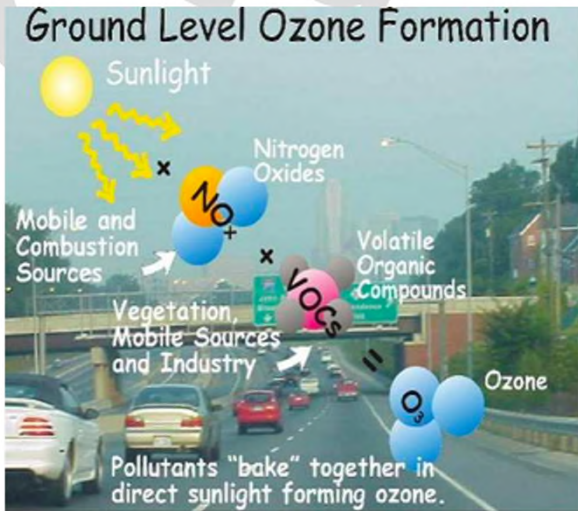 Ground Level Ozone Formation
Sunlight
x
Nitrogen
Oxides
NO+
Mobile and
Combustion
Sources
x
Volatile
Organic
Compounds
VOCs
Vegetation,
Mobile Sources
and Industry
=
Ozone
O3
Pollutants "bake" together in
direct sunlight forming ozone.